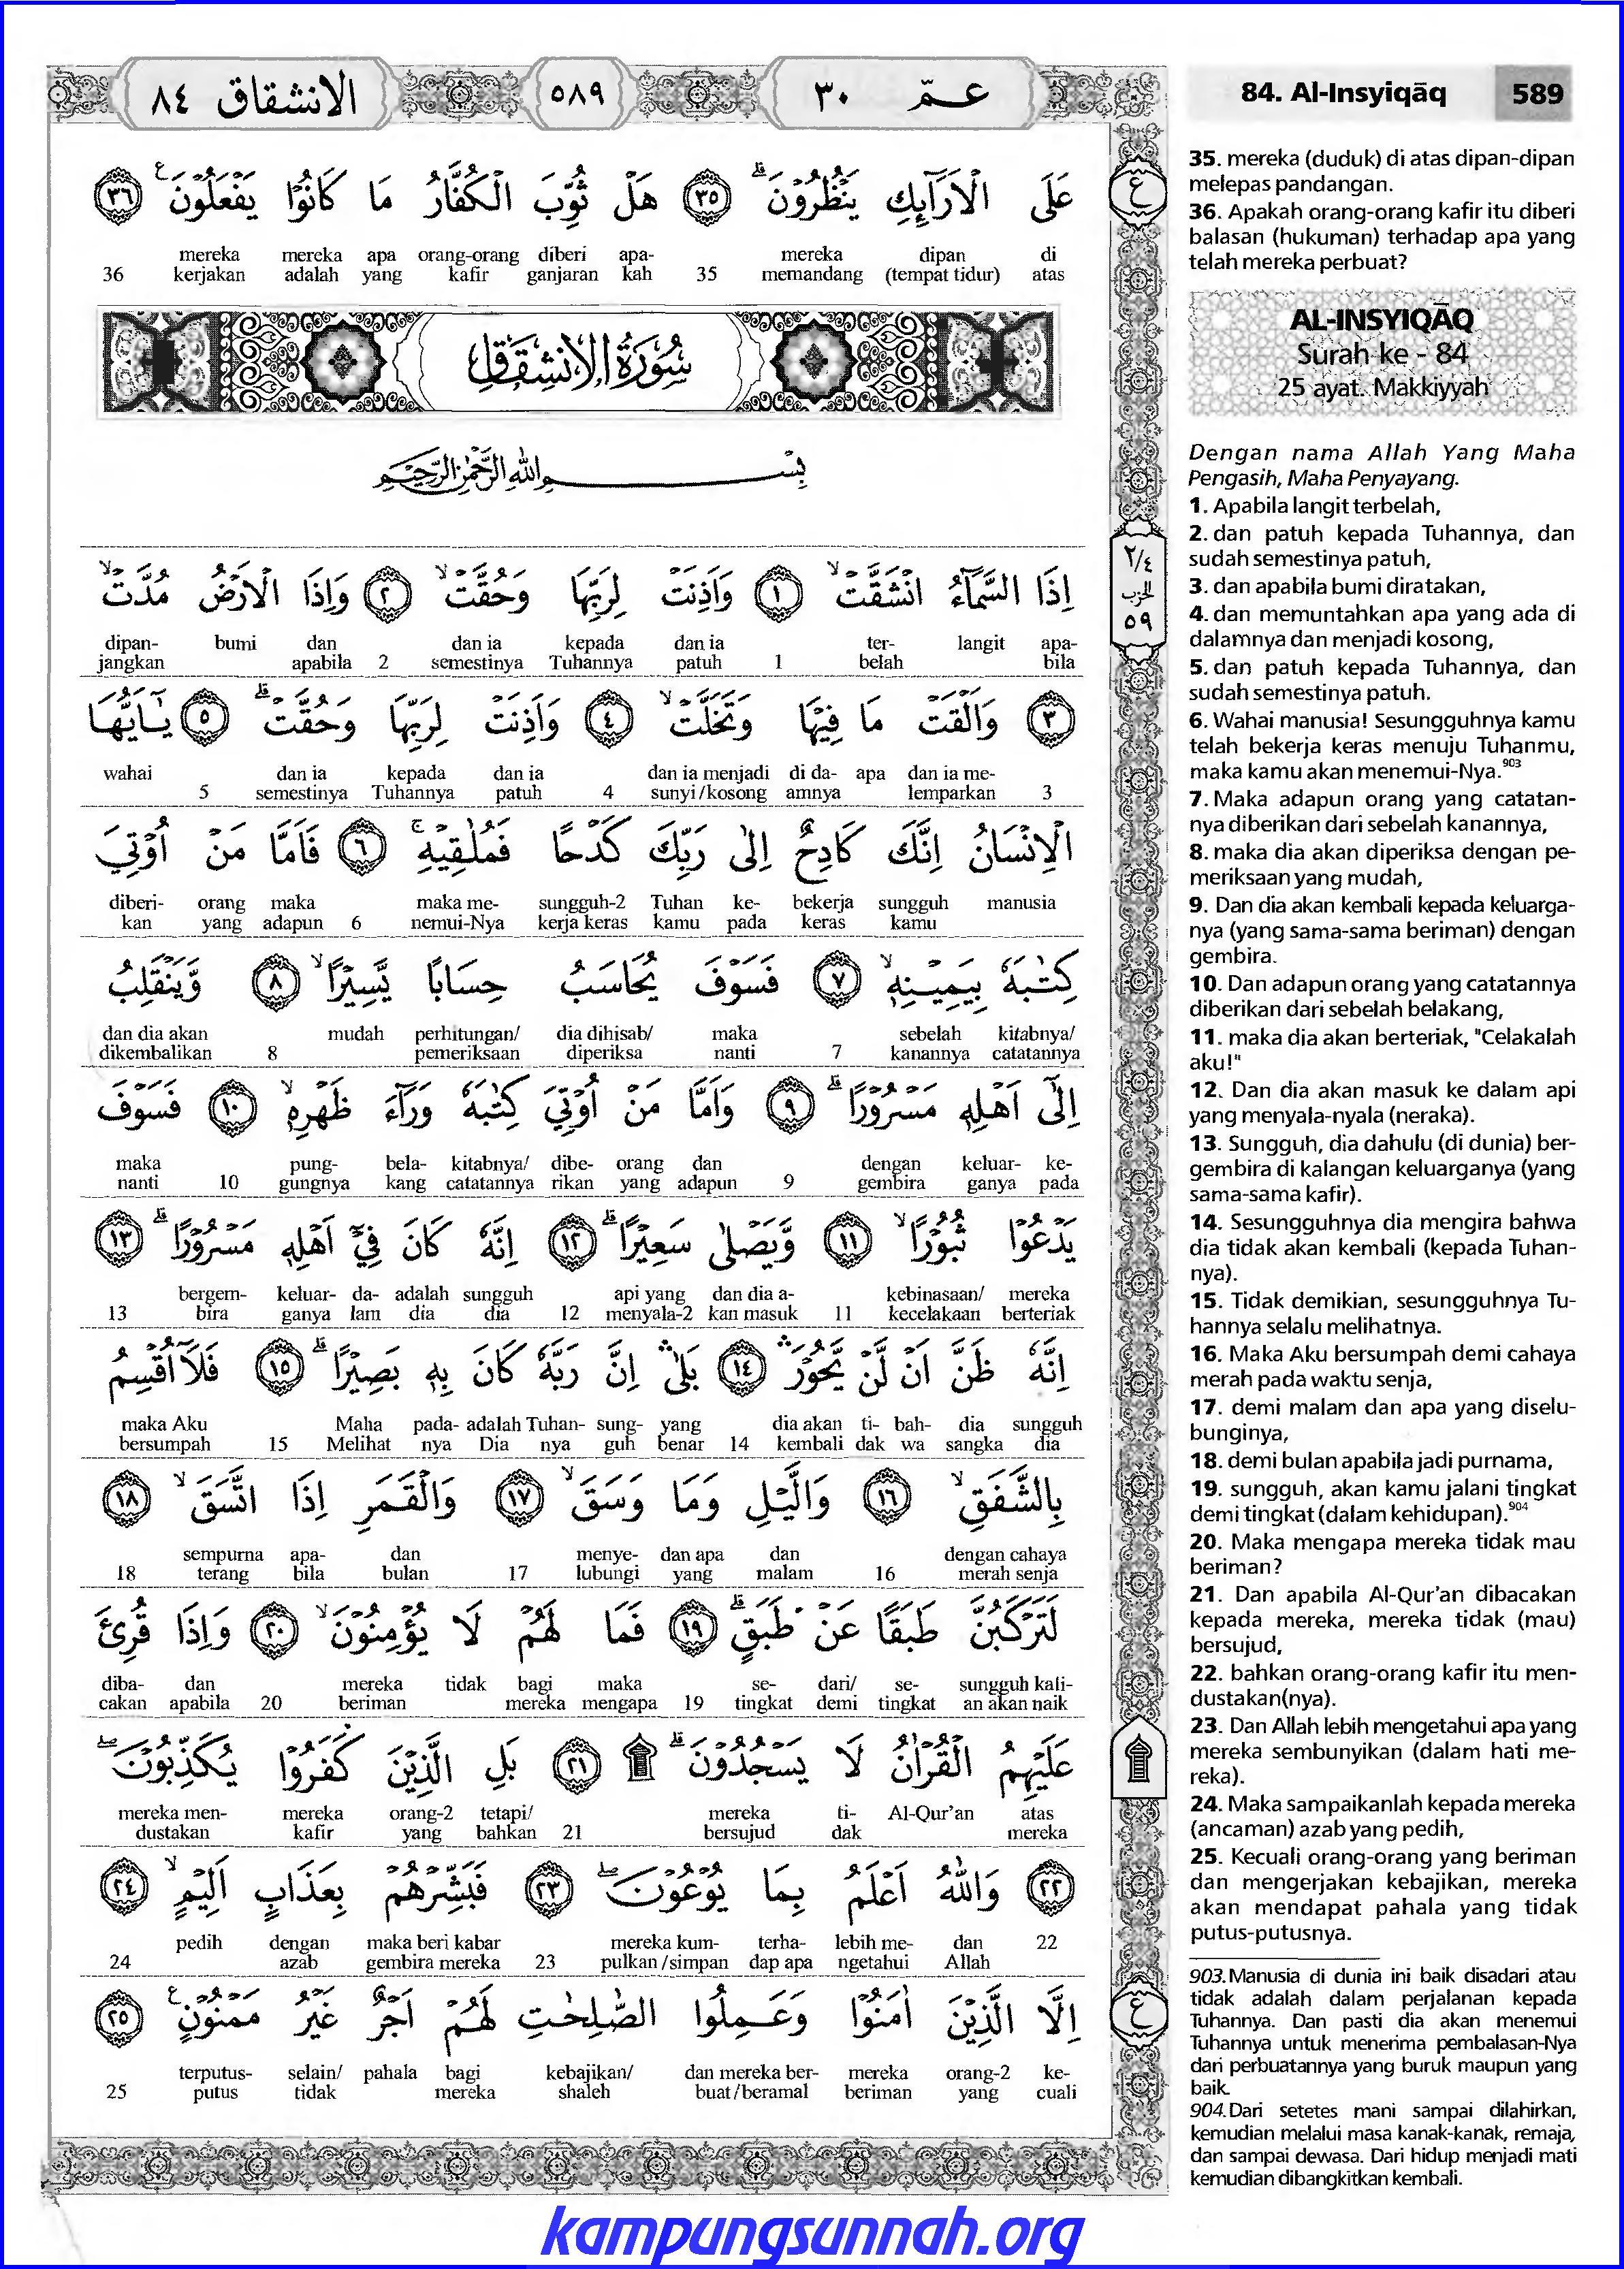 الانشقاق ٨٤
٥٨٩
عـمّ ٣٠
عَلَى الْاَرَاۤىِٕكِ يَنْظُرُوْنَۗ ۝٣٥ هَلْ ثُوِّبَ الْكُفَّارُ مَا كَانُوْا يَفْعَلُوْنَ ۝٣٦
mereka mereka apa orang-orang diberi apa- mereka dipan di
36 kerjakan adalah yang kafir ganjaran kah 35 memandang (tempat tidur) atas
سُوْرَةُ الْاِنْشِقَاقِ
بِسْمِ اللّٰهِ الرَّحْمٰنِ الرَّحِيْمِ
اِذَا السَّمَاۤءُ انْشَقَّتْۙ ۝١ وَاَذِنَتْ لِرَبِّهَا وَحُقَّتْۙ ۝٢ وَاِذَا الْاَرْضُ مُدَّتْۙ
dipan- bumi dan dan ia kepada dan ia ter- langit apa-
jangkan apabila 2 semestinya Tuhannya patuh 1 belah bila
۝٣ وَاَلْقَتْ مَا فِيْهَا وَتَخَلَّتْۙ ۝٤ وَاَذِنَتْ لِرَبِّهَا وَحُقَّتْۗ ۝٥ يٰٓاَيُّهَا
wahai dan ia kepada dan ia dan ia menjadi di da- apa dan ia me-
5 semestinya Tuhannya patuh 4 sunyi/kosong amnya lemparkan 3
الْاِنْسَانُ اِنَّكَ كَادِحٌ اِلٰى رَبِّكَ كَدْحًا فَمُلٰقِيْهِۚ ۝٦ فَاَمَّا مَنْ اُوْتِيَ
diberi- orang maka maka me- sungguh-2 Tuhan ke- bekerja sungguh manusia
kan yang adapun 6 nemui-Nya kerja keras kamu pada keras kamu
كِتٰبَهٗ بِيَمِيْنِهٖۙ ۝٧ فَسَوْفَ يُحَاسَبُ حِسَابًا يَّسِيْرًاۙ ۝٨ وَّيَنْقَلِبُ
dan dia akan mudah perhitungan/ dia dihisab/ maka sebelah kitabnya/
dikembalikan 8 pemeriksaan diperiksa nanti 7 kanannya catatannya
اِلٰٓى اَهْلِهٖ مَسْرُوْرًاۗ ۝٩ وَاَمَّا مَنْ اُوْتِيَ كِتٰبَهٗ وَرَاۤءَ ظَهْرِهٖۙ ۝١٠ فَسَوْفَ
maka pung- bela- kitabnya/ dibe- orang dan dengan keluar- ke-
nanti 10 gungnya kang catatannya rikan yang adapun 9 gembira ganya pada
يَدْعُوْا ثُبُوْرًاۙ ۝١١ وَّيَصْلٰى سَعِيْرًاۗ ۝١٢ اِنَّهٗ كَانَ فِيْٓ اَهْلِهٖ مَسْرُوْرًاۗ ۝١٣
bergem- keluar- da- adalah sungguh api yang dan dia a- kebinasaan/ mereka
13 bira ganya lam dia dia 12 menyala-2 kan masuk 11 kecelakaan berteriak
اِنَّهٗ ظَنَّ اَنْ لَّنْ يَّحُوْرَۛ ۝١٤ بَلٰىۛ اِنَّ رَبَّهٗ كَانَ بِهٖ بَصِيْرًاۗ ۝١٥ فَلَآ اُقْسِمُ
maka Aku Maha pada- adalah Tuhan- sung- yang dia akan ti- bah- dia sungguh
bersumpah 15 Melihat nya Dia nya guh benar 14 kembali dak wa sangka dia
بِالشَّفَقِۙ ۝١٦ وَالَّيْلِ وَمَا وَسَقَۙ ۝١٧ وَالْقَمَرِ اِذَا اتَّسَقَۙ ۝١٨
sempurna apa- dan menye- dan apa dan dengan cahaya
18 terang bila bulan 17 lubungi yang malam 16 merah senja
لَتَرْكَبُنَّ طَبَقًا عَنْ طَبَقٍۗ ۝١٩ فَمَا لَهُمْ لَا يُؤْمِنُوْنَۙ ۝٢٠ وَاِذَا قُرِئَ
diba- dan mereka tidak bagi maka se- dari/ se- sungguh kali-
cakan apabila 20 beriman mereka mengapa 19 tingkat demi tingkat an akan naik
عَلَيْهِمُ الْقُرْاٰنُ لَا يَسْجُدُوْنَۗ ۩ ۝٢١ بَلِ الَّذِيْنَ كَفَرُوْا يُكَذِّبُوْنَۖ
mereka men- mereka orang-2 tetapi/ mereka ti- Al-Qur’an atas
dustakan kafir yang bahkan 21 bersujud dak mereka
۝٢٢ وَاللّٰهُ اَعْلَمُ بِمَا يُوْعُوْنَۖ ۝٢٣ فَبَشِّرْهُمْ بِعَذَابٍ اَلِيْمٍۙ ۝٢٤
pedih dengan maka beri kabar mereka kum- terha- lebih me- dan 22
24 azab gembira mereka 23 pulkan/simpan dap apa ngetahui Allah
اِلَّا الَّذِيْنَ اٰمَنُوْا وَعَمِلُوا الصّٰلِحٰتِ لَهُمْ اَجْرٌ غَيْرُ مَمْنُوْنٍ ۝٢٥
terputus- selain/ pahala bagi kebajikan/ dan mereka ber- mereka orang-2 ke-
25 putus tidak mereka shaleh buat/beramal beriman yang cuali
ع
٢/٤
الحزب
٥٩
ع
84. Al-Insyiqāq 589
35. mereka (duduk) di atas dipan-dipan
melepas pandangan.
36. Apakah orang-orang kafir itu diberi
balasan (hukuman) terhadap apa yang
telah mereka perbuat?
AL-INSYIQĀQ
Surah ke - 84
25 ayat. Makkiyyah
Dengan nama Allah Yang Maha
Pengasih, Maha Penyayang.
1. Apabila langit terbelah,
2. dan patuh kepada Tuhannya, dan
sudah semestinya patuh,
3. dan apabila bumi diratakan,
4. dan memuntahkan apa yang ada di
dalamnya dan menjadi kosong,
5. dan patuh kepada Tuhannya, dan
sudah semestinya patuh.
6. Wahai manusia! Sesungguhnya kamu
telah bekerja keras menuju Tuhanmu,
maka kamu akan menemui-Nya.903
7. Maka adapun orang yang catatan-
nya diberikan dari sebelah kanannya,
8. maka dia akan diperiksa dengan pe-
meriksaan yang mudah,
9. Dan dia akan kembali kepada keluarga-
nya (yang sama-sama beriman) dengan
gembira.
10. Dan adapun orang yang catatannya
diberikan dari sebelah belakang,
11. maka dia akan berteriak, "Celakalah
aku!"
12. Dan dia akan masuk ke dalam api
yang menyala-nyala (neraka).
13. Sungguh, dia dahulu (di dunia) ber-
gembira di kalangan keluarganya (yang
sama-sama kafir).
14. Sesungguhnya dia mengira bahwa
dia tidak akan kembali (kepada Tuhan-
nya).
15. Tidak demikian, sesungguhnya Tu-
hannya selalu melihatnya.
16. Maka Aku bersumpah demi cahaya
merah pada waktu senja,
17. demi malam dan apa yang diselu-
bunginya,
18. demi bulan apabila jadi purnama,
19. sungguh, akan kamu jalani tingkat
demi tingkat (dalam kehidupan).904
20. Maka mengapa mereka tidak mau
beriman?
21. Dan apabila Al-Qur’an dibacakan
kepada mereka, mereka tidak (mau)
bersujud,
22. bahkan orang-orang kafir itu men-
dustakan(nya).
23. Dan Allah lebih mengetahui apa yang
mereka sembunyikan (dalam hati me-
reka).
24. Maka sampaikanlah kepada mereka
(ancaman) azab yang pedih,
25. Kecuali orang-orang yang beriman
dan mengerjakan kebajikan, mereka
akan mendapat pahala yang tidak
putus-putusnya.
903. Manusia di dunia ini baik disadari atau
tidak adalah dalam perjalanan kepada
Tuhannya. Dan pasti dia akan menemui
Tuhannya untuk menerima pembalasan-Nya
dari perbuatannya yang buruk maupun yang
baik.
904. Dari setetes mani sampai dilahirkan,
kemudian melalui masa kanak-kanak, remaja,
dan sampai dewasa. Dari hidup menjadi mati
kemudian dibangkitkan kembali.
kampungsunnah.org